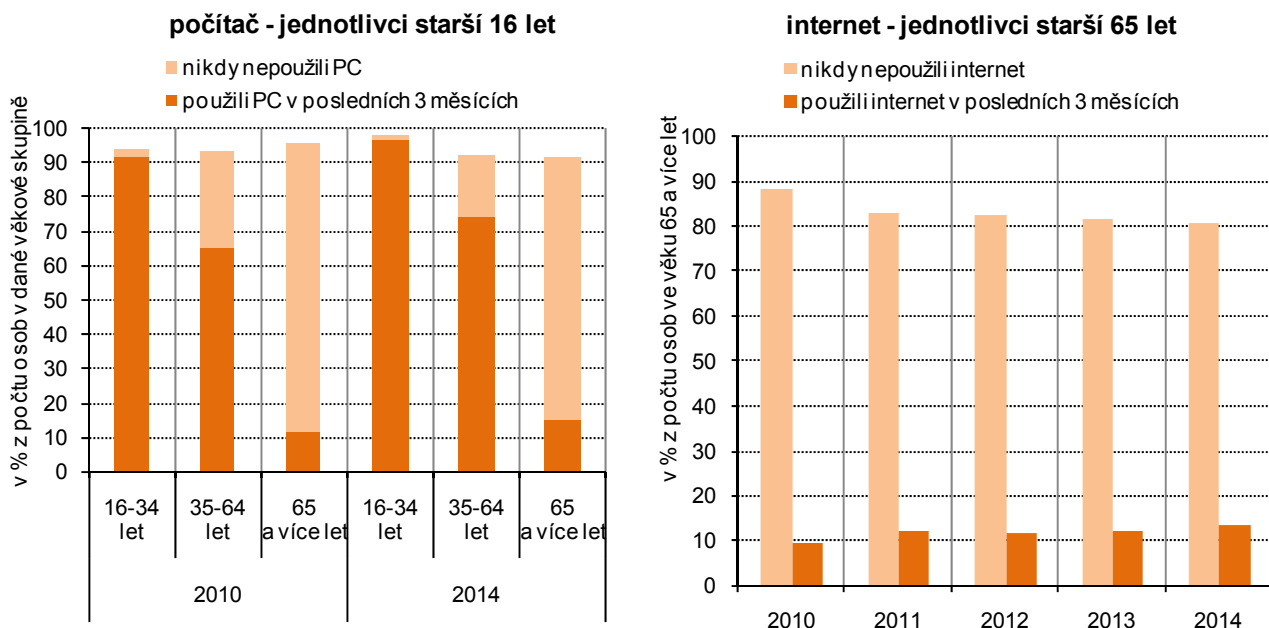 počítač - jednotlivci starší 16 let
nikdy nepoužili PC
použili PC v posledních 3 měsících
v % z počtu osob v dané věkové skupině
100
90
80
70
60
50
40
30
20
10
0
16-34 let
35-64 let
65 a více let
16-34 let
35-64 let
65 a více let
2010
2014
internet - jednotlivci starší 65 let
nikdy nepoužili internet
použili internet v posledních 3 měsících
v % z počtu osob ve věku 65 a více let
100
90
80
70
60
50
40
30
20
10
0
2010
2011
2012
2013
2014